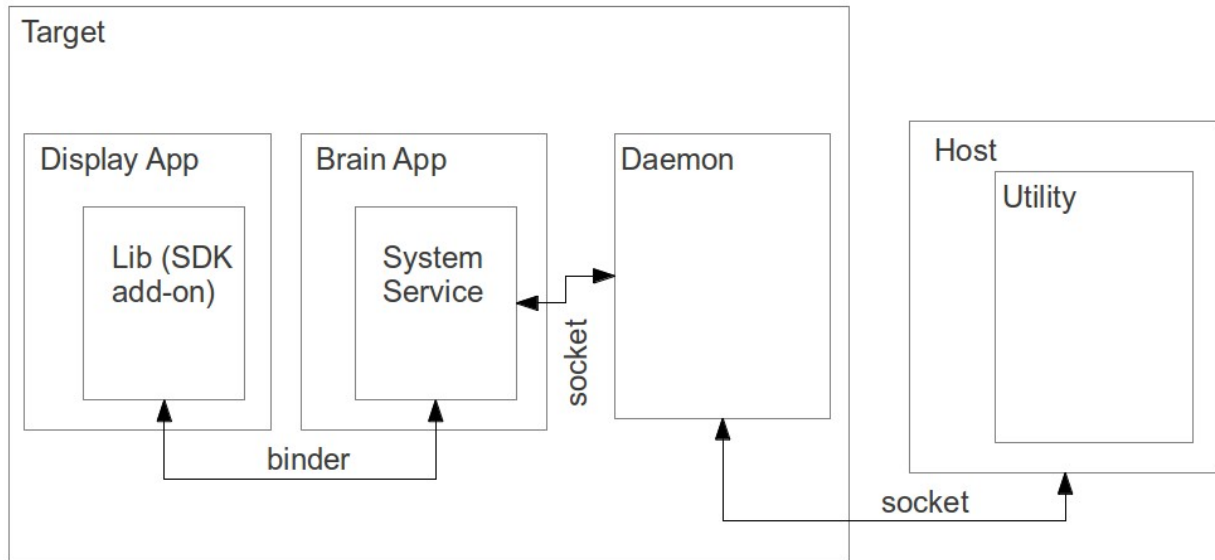 Target
Display App
Brain App
Daemon
Host
Utility
Lib (SDK
add-on)
System
Service
socket
binder
socket